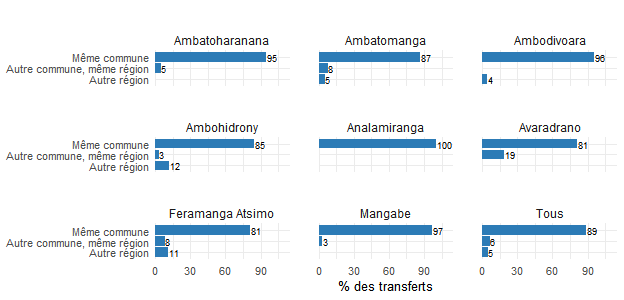 Ambatoharanana Ambatomanga Ambodivoara
Même commune 95 87 96
Autre commune, même région 5 8
Autre région 5 4
Ambohidrony Analamiranga Avaradrano
Même commune 85 100 81
Autre commune, même région 3 19
Autre région 12
Feramanga Atsimo Mangabe Tous
Même commune 81 97 89
Autre commune, même région 8 3 6
Autre région 11 5
0 30 60 90 0 30 60 90 0 30 60 90
% des transferts